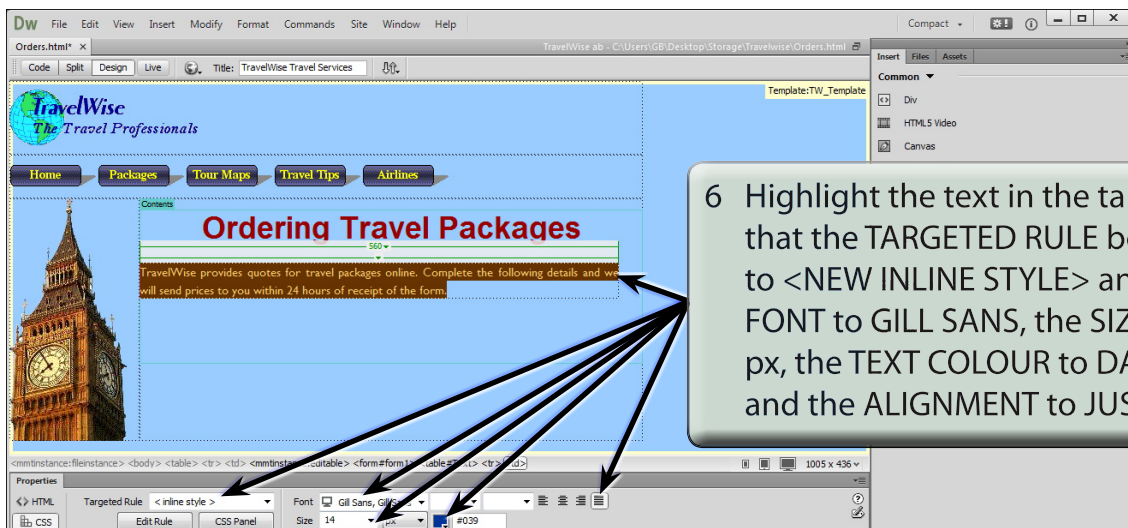 Dw File Edit View Insert Modify Format Commands Site Window Help Compact
Orders.html* × TravelWise ab - C:\Users\GB\Desktop\Storage\Travelwise\Orders.html
Insert Files Assets
Code Split Design Live Title: TravelWise Travel Services
Common
Template:TW_Template
Div
HTML5 Video
Canvas
TravelWise
The Travel Professionals
Home Packages Tour Maps Travel Tips Airlines
Contents
Ordering Travel Packages
560
TravelWise provides quotes for travel packages online. Complete the following details and we
will send prices to you within 24 hours of receipt of the form.
6 Highlight the text in the ta
that the TARGETED RULE b
to <NEW INLINE STYLE> an
FONT to GILL SANS, the SIZ
px, the TEXT COLOUR to DA
and the ALIGNMENT to JUS
<mmtinstance:fileinstance> <body> <table> <tr> <td> <form#form1> <tr> 1005 x 436
Properties
HTML Targeted Rule < inline style > Font Gill Sans,
CSS Edit Rule CSS Panel Size 14 px #039